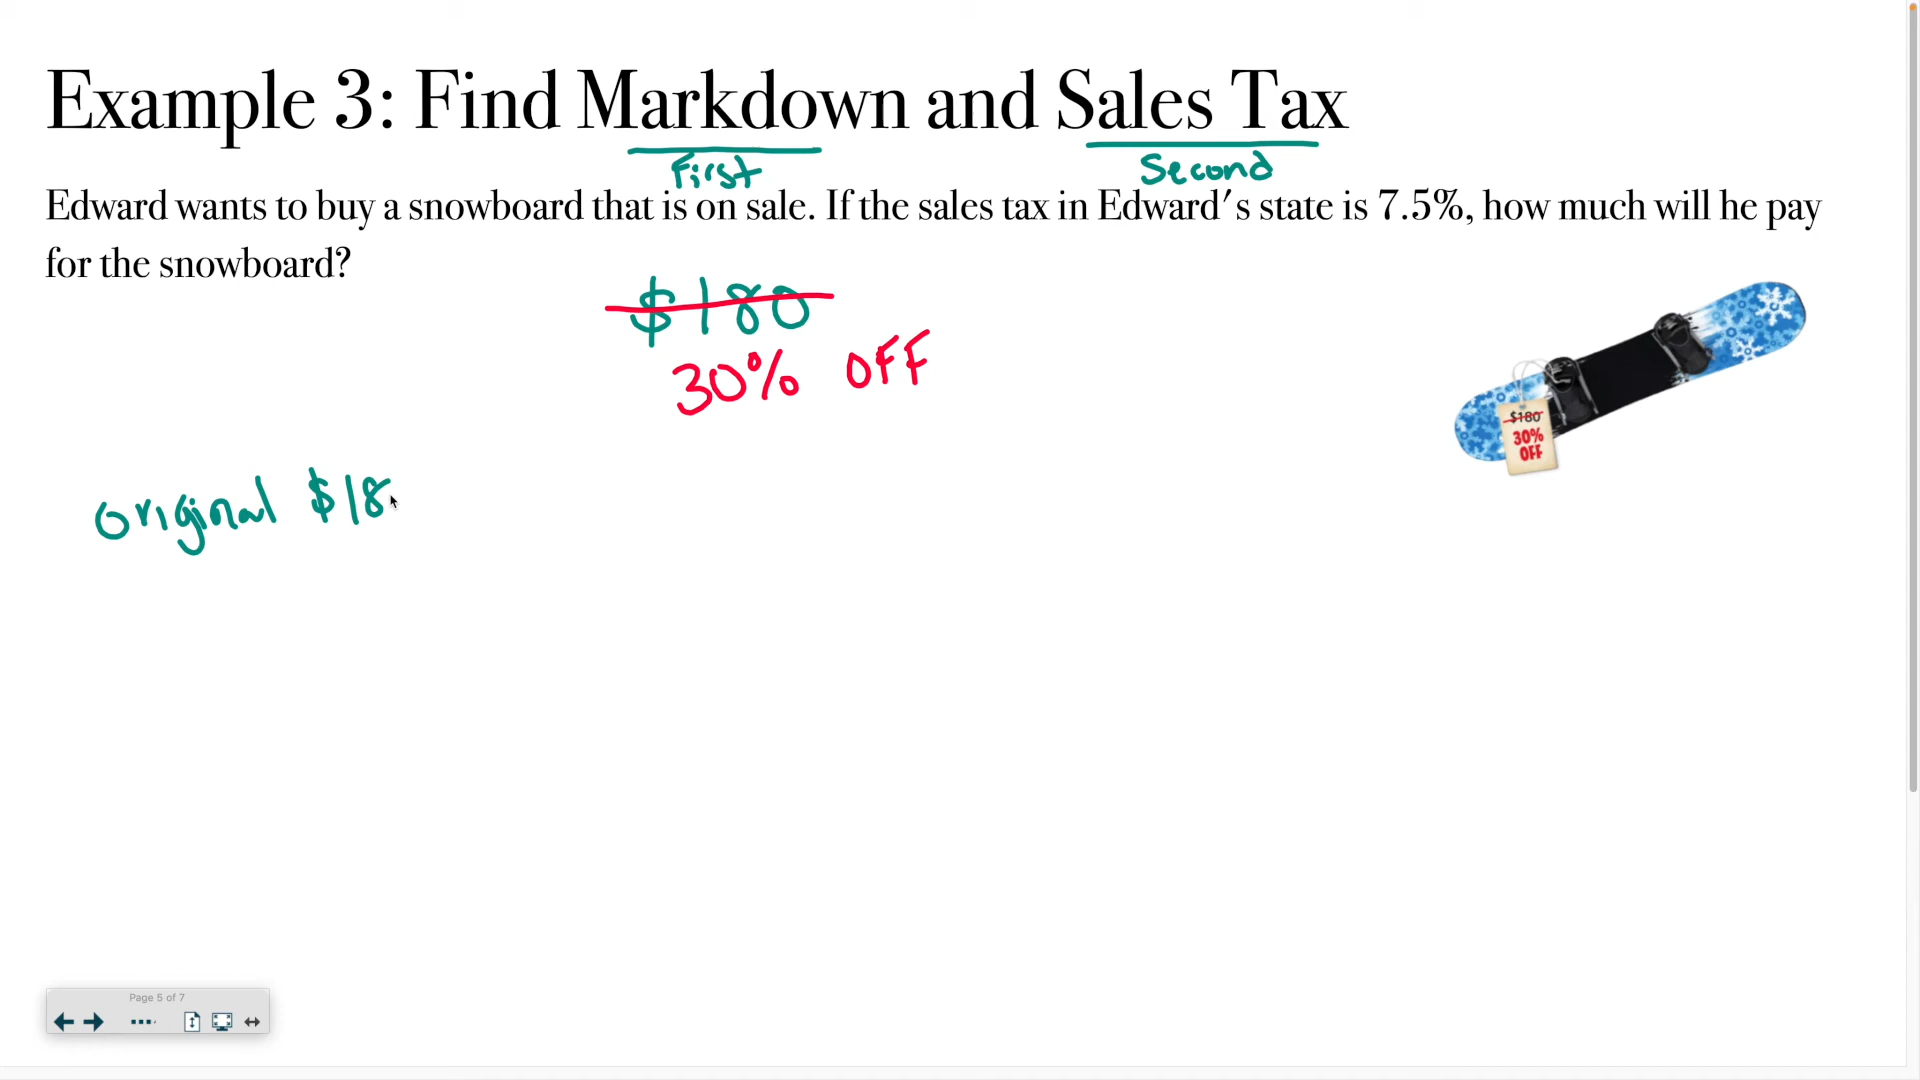 Example 3: Find Markdown and Sales Tax
First Second
Edward wants to buy a snowboard that is on sale. If the sales tax in Edward's state is 7.5%, how much will he pay
for the snowboard?
$180
30% OFF
$180
30%
OFF
original $18
Page 5 of 7